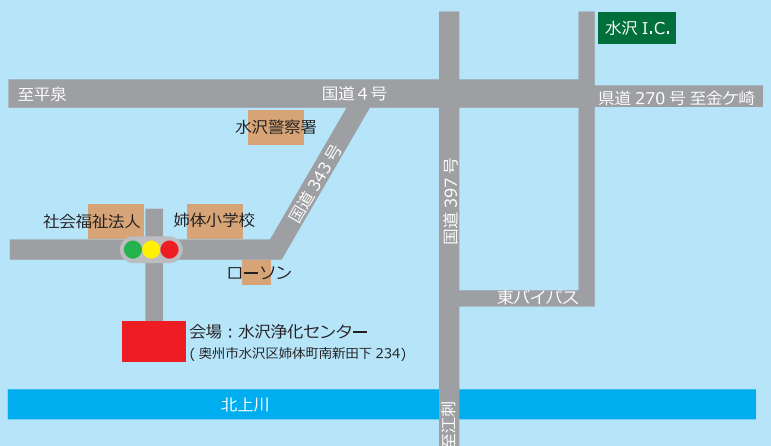 水沢 I.C.
至平泉
国道４号
県道 270 号 至金ケ崎
水沢警察署
国道 343 号
国道 397 号
社会福祉法人
姉体小学校
ローソン
東バイパス
会場：水沢浄化センター
( 奥州市水沢区姉体町南新田下 234)
北上川
至江刺